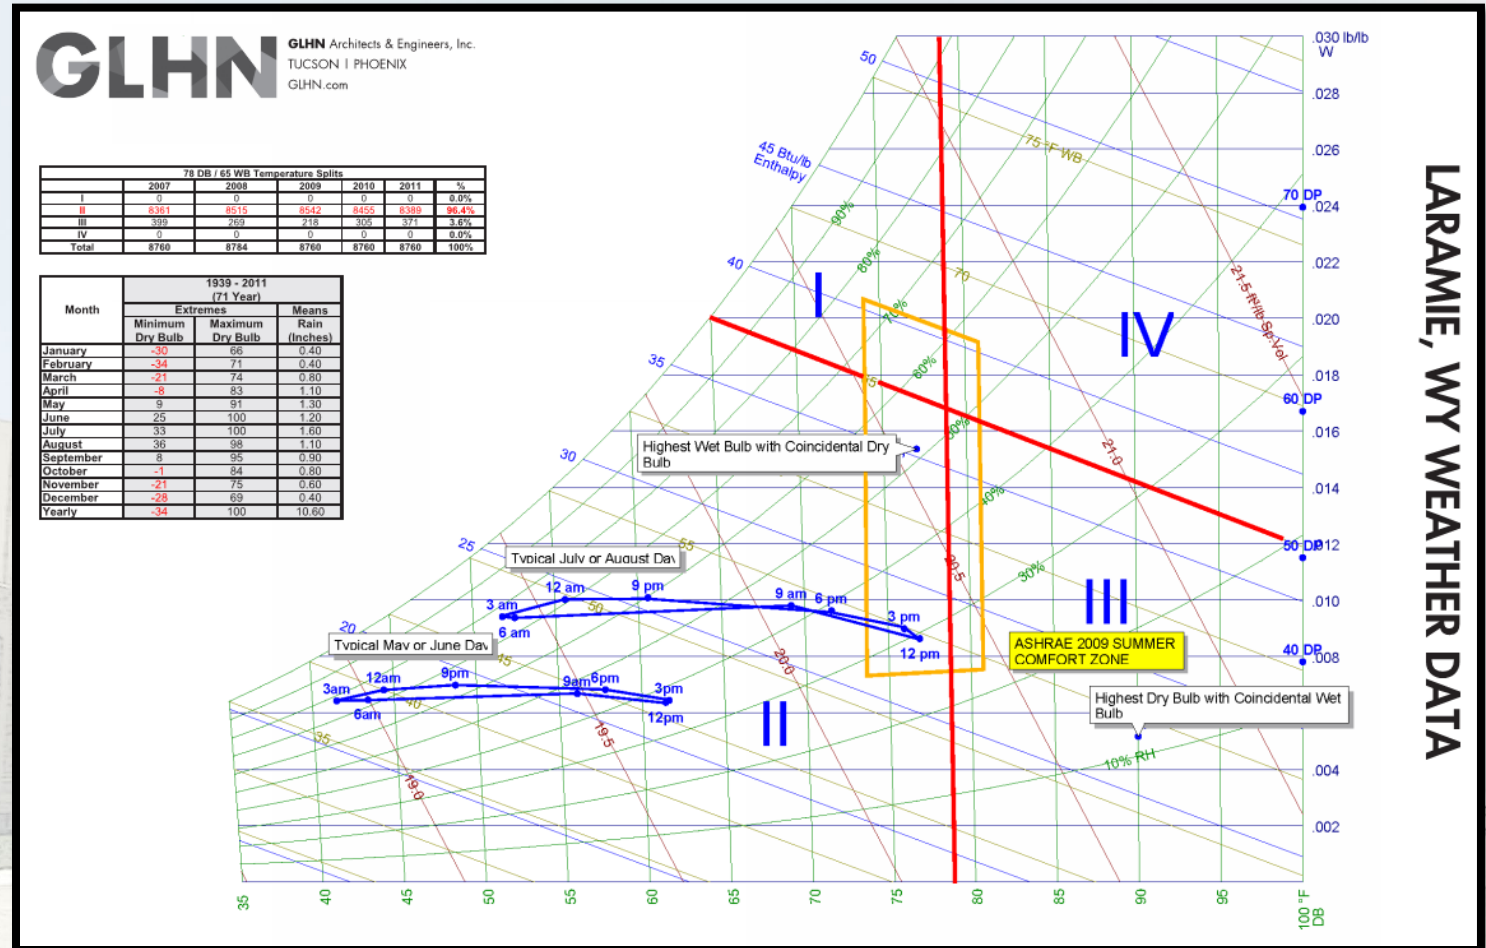 GLHN
GLHN Architects & Engineers, Inc.
TUCSON | PHOENIX
GLHN.com
78 DB / 65 WB Temperature Splits
2007 2008 2009 2010 2011 %
I 0 0 0 0 0 0.0%
II 8361 8515 8542 8455 8389 96.4%
III 399 269 218 305 371 3.6%
IV 0 0 0 0 0 0.0%
Total 8760 8784 8760 8760 8760 100%
Month 1939 - 2011
(71 Year)
Extremes Means
Minimum Dry Bulb Maximum Dry Bulb Rain (Inches)
January -30 66 0.40
February -34 71 0.40
March -21 74 0.80
April -8 83 1.10
May 9 91 1.30
June 25 100 1.20
July 33 100 1.60
August 36 98 1.10
September 8 95 0.90
October -1 84 0.80
November -21 75 0.60
December -28 69 0.40
Yearly -34 100 10.60
.030 lb/lb
W
.028
.026
.024
.022
.020
.018
.016
.014
.012
.010
.008
.004
.002
70 DP
60 DP
50 DP
40 DP
50
45 Btu/lb
Enthalpy
40
35
30
25
20
75 °F WB
70
55
50
45
40
35
90%
80%
70%
60%
50%
40%
30%
10% RH
21.5 ft³/lb Sp.Vol
21.0
20.5
20.0
19.5
19.0
I
IV
III
II
Highest Wet Bulb with Coincidental Dry
Bulb
Typical July or August Day
12 am
9 pm
3 am
6 am
9 am
6 pm
3 pm
12 pm
Typical May or June Day
3am
12am
9pm
6am
9am
6pm
3pm
12pm
ASHRAE 2009 SUMMER
COMFORT ZONE
Highest Dry Bulb with Coincidental Wet
Bulb
35
40
45
50
55
60
65
70
75
80
85
90
95
100 °F
DB
LARAMIE, WY WEATHER DATA